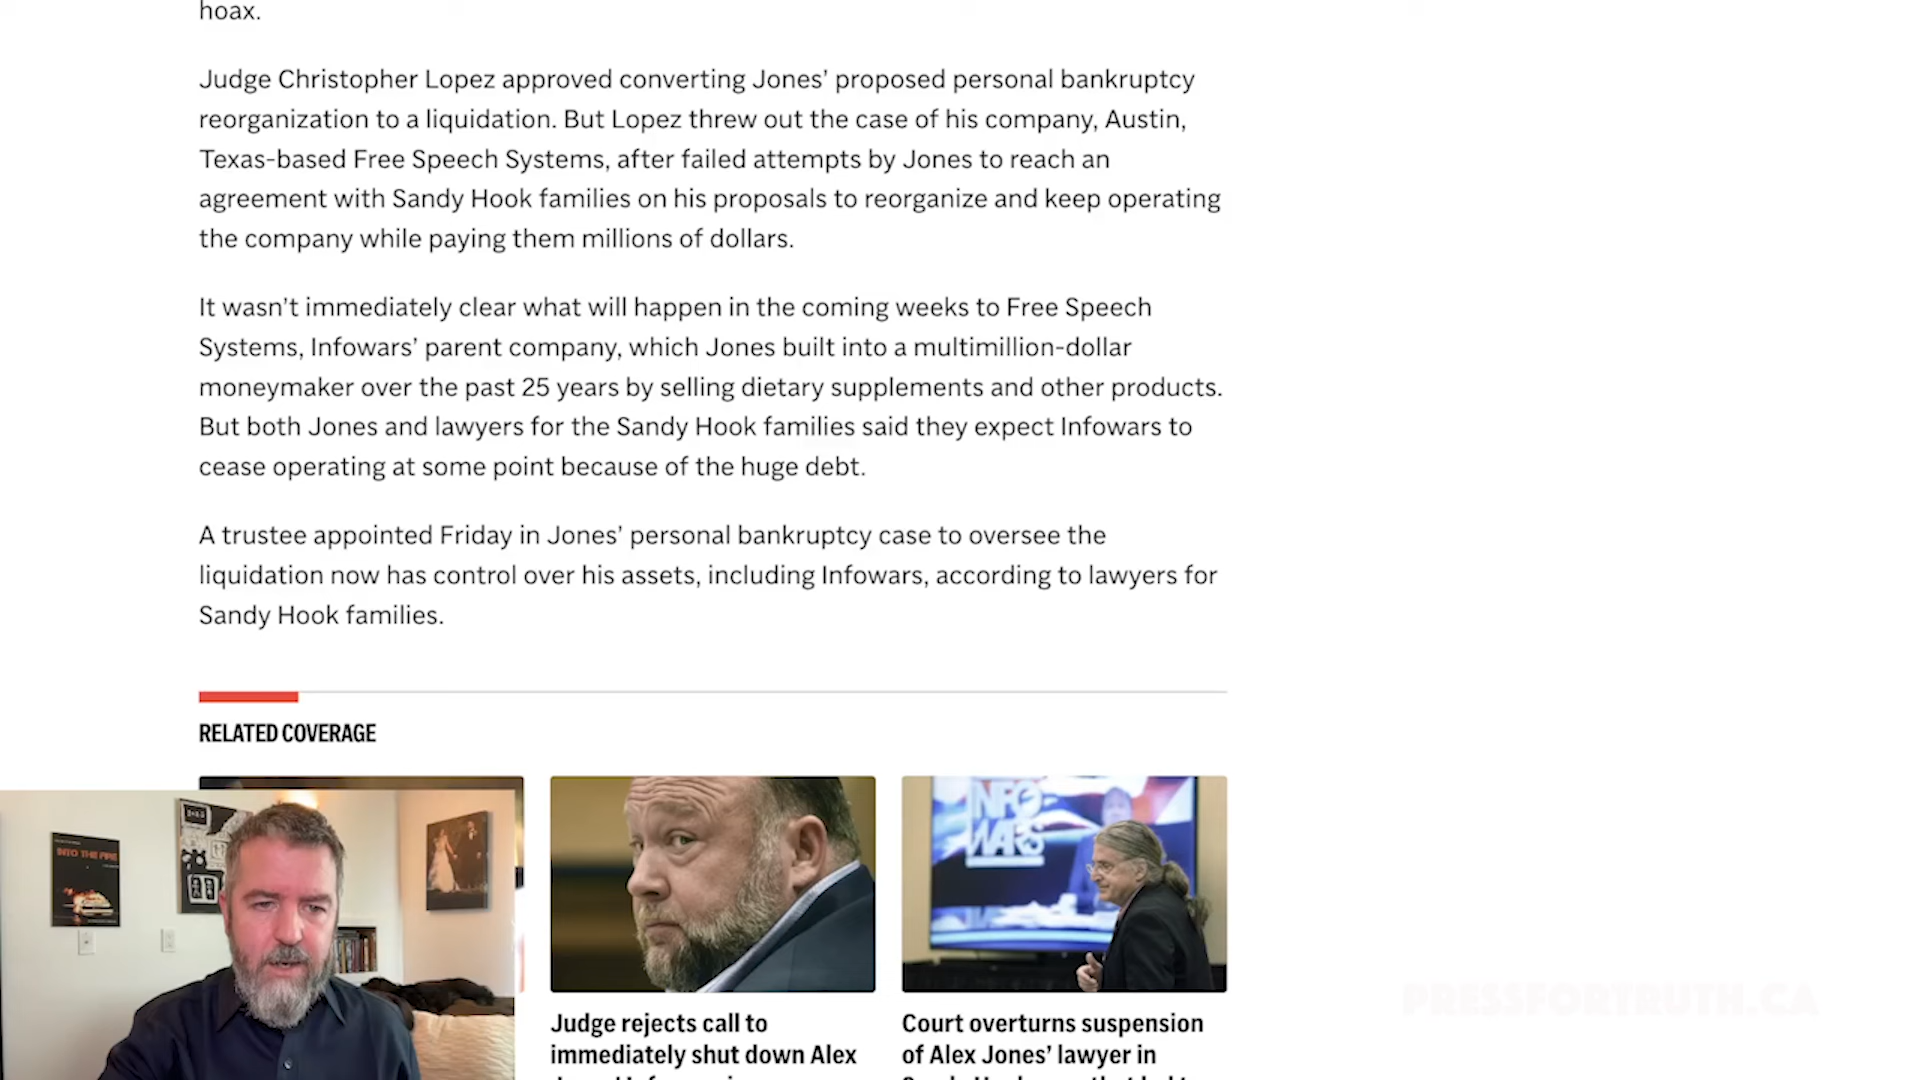 hoax.
Judge Christopher Lopez approved converting Jones’ proposed personal bankruptcy
reorganization to a liquidation. But Lopez threw out the case of his company, Austin,
Texas-based Free Speech Systems, after failed attempts by Jones to reach an
agreement with Sandy Hook families on his proposals to reorganize and keep operating
the company while paying them millions of dollars.
It wasn’t immediately clear what will happen in the coming weeks to Free Speech
Systems, Infowars’ parent company, which Jones built into a multimillion-dollar
moneymaker over the past 25 years by selling dietary supplements and other products.
But both Jones and lawyers for the Sandy Hook families said they expect Infowars to
cease operating at some point because of the huge debt.
A trustee appointed Friday in Jones’ personal bankruptcy case to oversee the
liquidation now has control over his assets, including Infowars, according to lawyers for
Sandy Hook families.
RELATED COVERAGE
INTO THE FIRE
INFO
WARS
Judge rejects call to
immediately shut down Alex
Court overturns suspension
of Alex Jones’ lawyer in
PRESSFORTRUTH.CA